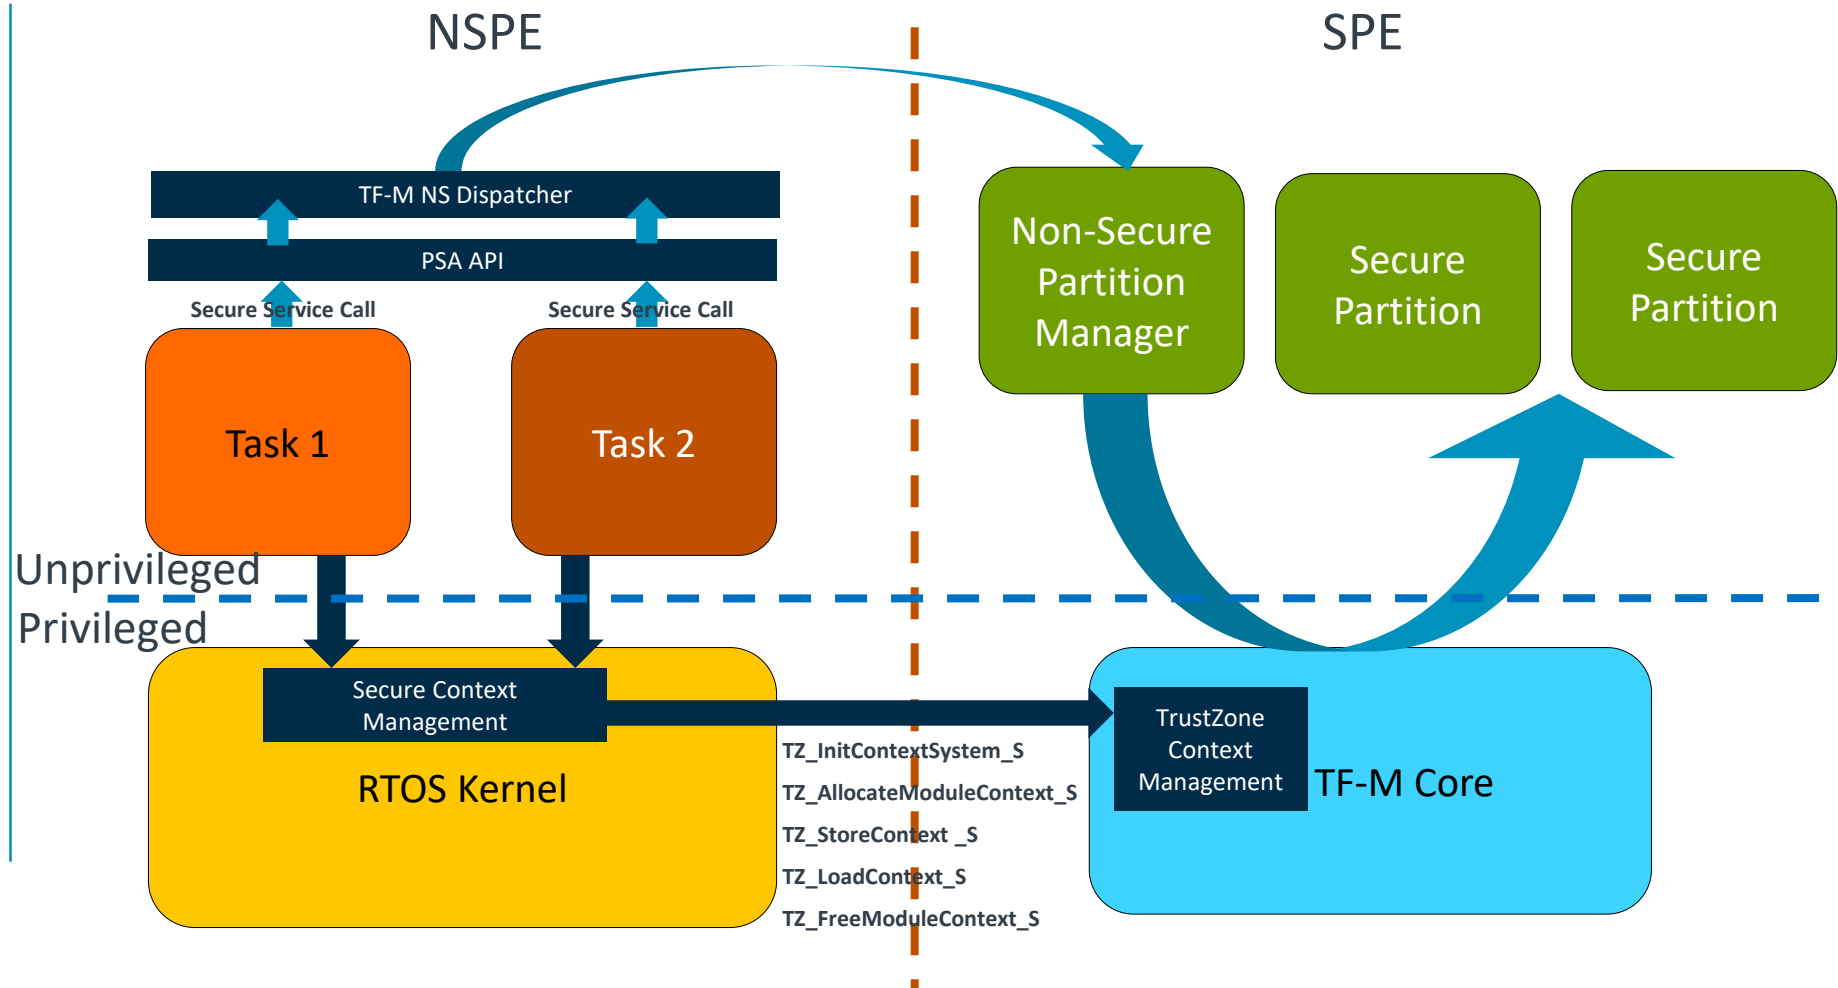 NSPE
SPE
TF-M NS Dispatcher
PSA API
Secure Service Call
Secure Service Call
Task 1
Task 2
Non-Secure
Partition
Manager
Secure
Partition
Secure
Partition
Unprivileged
Privileged
Secure Context
Management
RTOS Kernel
TZ_InitContextSystem_S
TZ_AllocateModuleContext_S
TZ_StoreContext _S
TZ_LoadContext_S
TZ_FreeModuleContext_S
TrustZone
Context
Management
TF-M Core